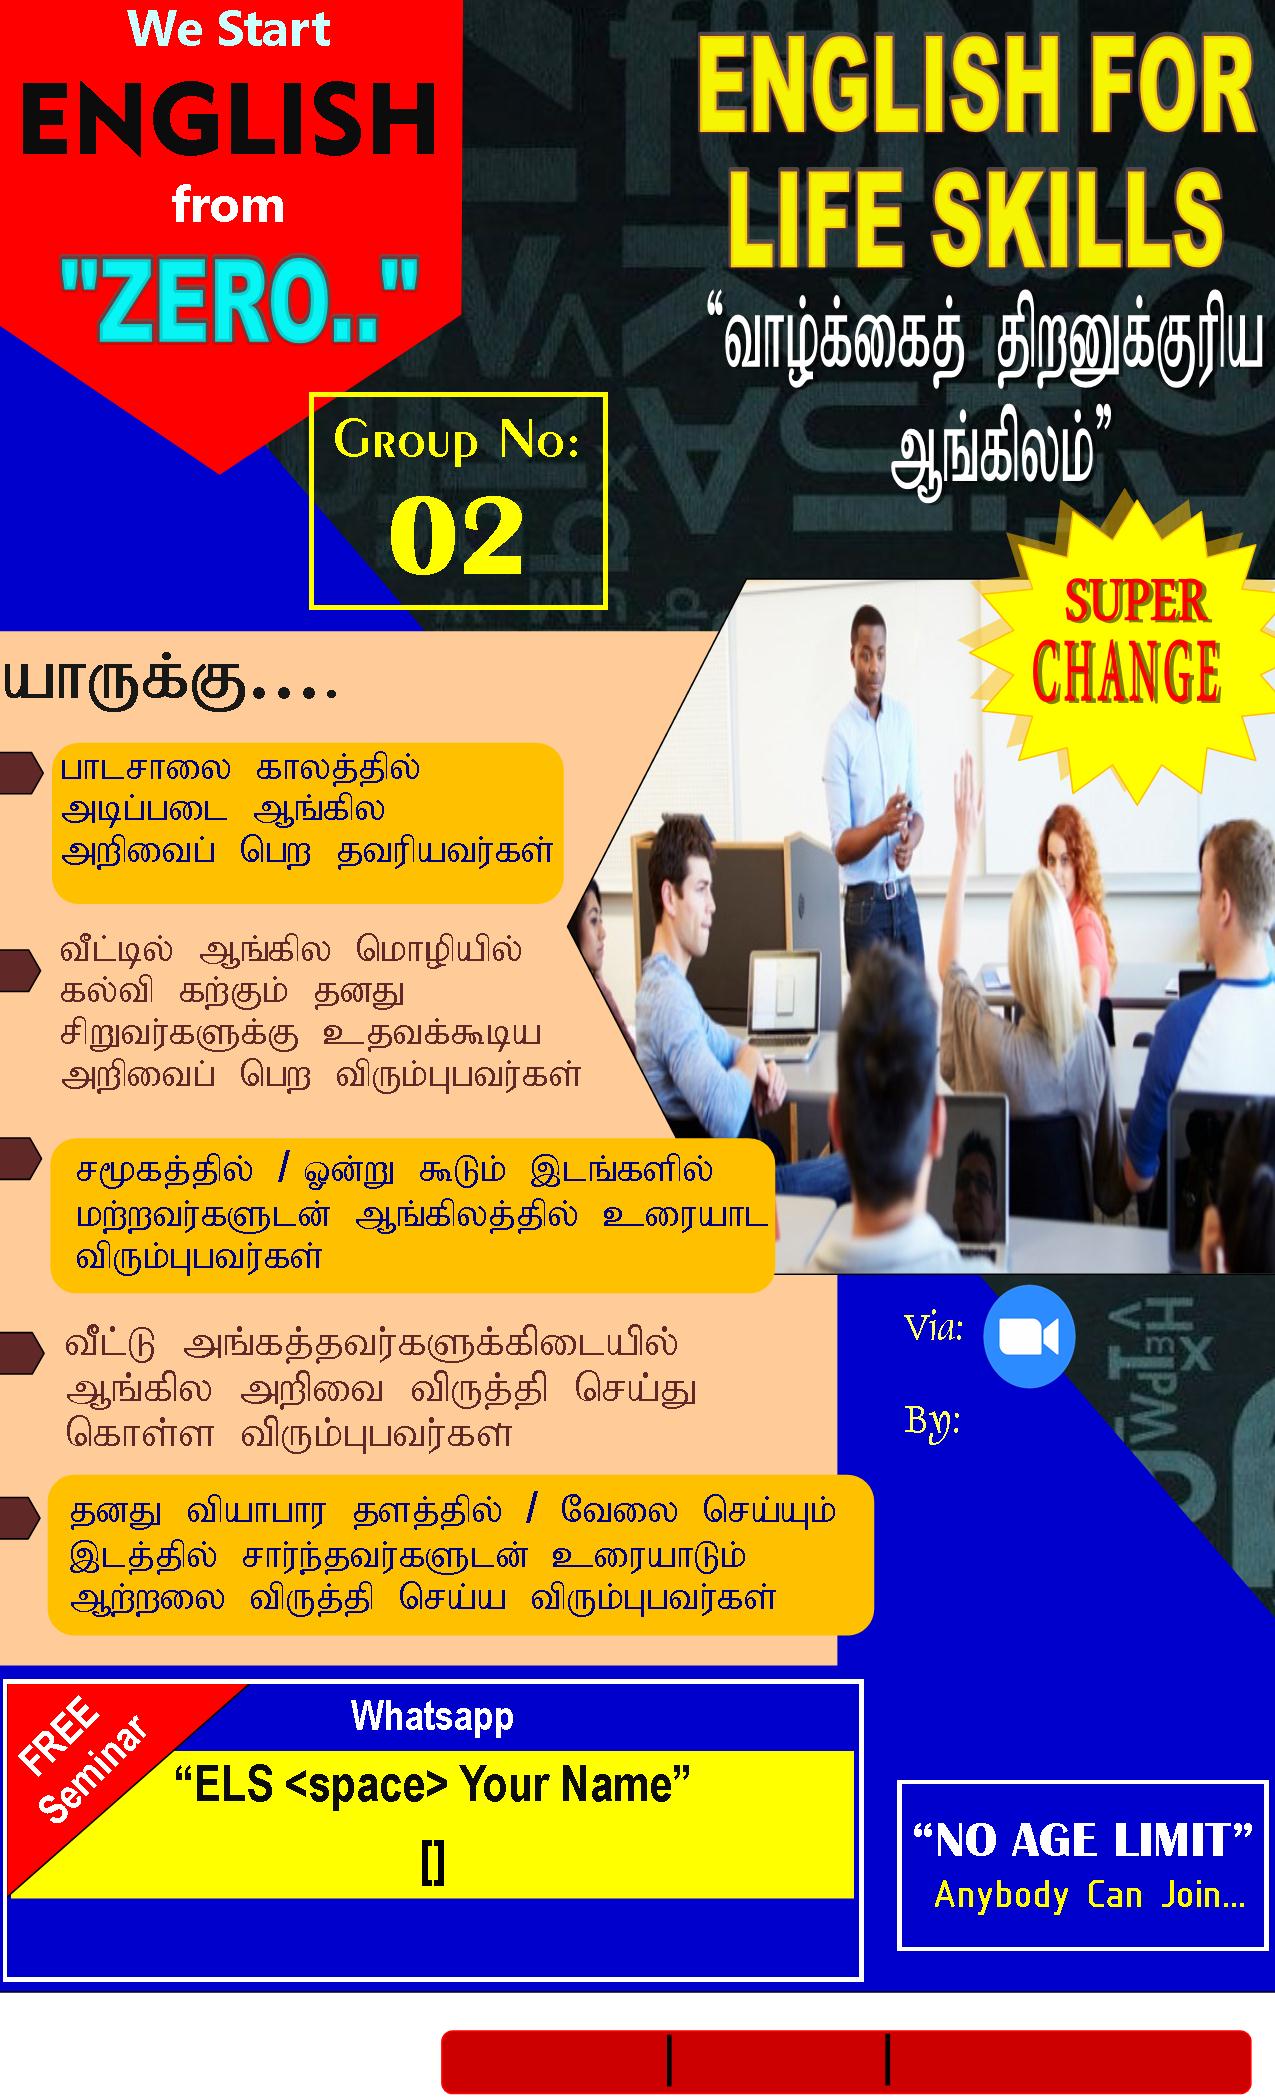 We Start
ENGLISH
from
"ZERO.."
ENGLISH FOR
LIFE SKILLS
“வாழ்க்கைத் திறனுக்குரிய
ஆங்கிலம்”
Group No:
02
SUPER
CHANGE
யாருக்கு....
பாடசாலை காலத்தில்
அடிப்படை ஆங்கில
அறிவைப் பெற தவரியவர்கள்
வீட்டில் ஆங்கில மொழியில்
கல்வி கற்கும் தனது
சிறுவர்களுக்கு உதவக்கூடிய
அறிவைப் பெற விரும்புபவர்கள்
சமூகத்தில் / ஓன்று கூடும் இடங்களில்
மற்றவர்களுடன் ஆங்கிலத்தில் உரையாட
விரும்புபவர்கள்
வீட்டு அங்கத்தவர்களுக்கிடையில்
ஆங்கில அறிவை விருத்தி செய்து
கொள்ள விரும்புபவர்கள
தனது வியாபார தளத்தில் / வேலை செய்யும்
இடத்தில் சார்ந்தவர்களுடன் உரையாடும்
ஆற்றலை விருத்தி செய்ய விரும்புபவர்கள்
Via:
By:
FREE
Seminar
Whatsapp
“ELS <space> Your Name”
[]
“NO AGE LIMIT”
Anybody Can Join...